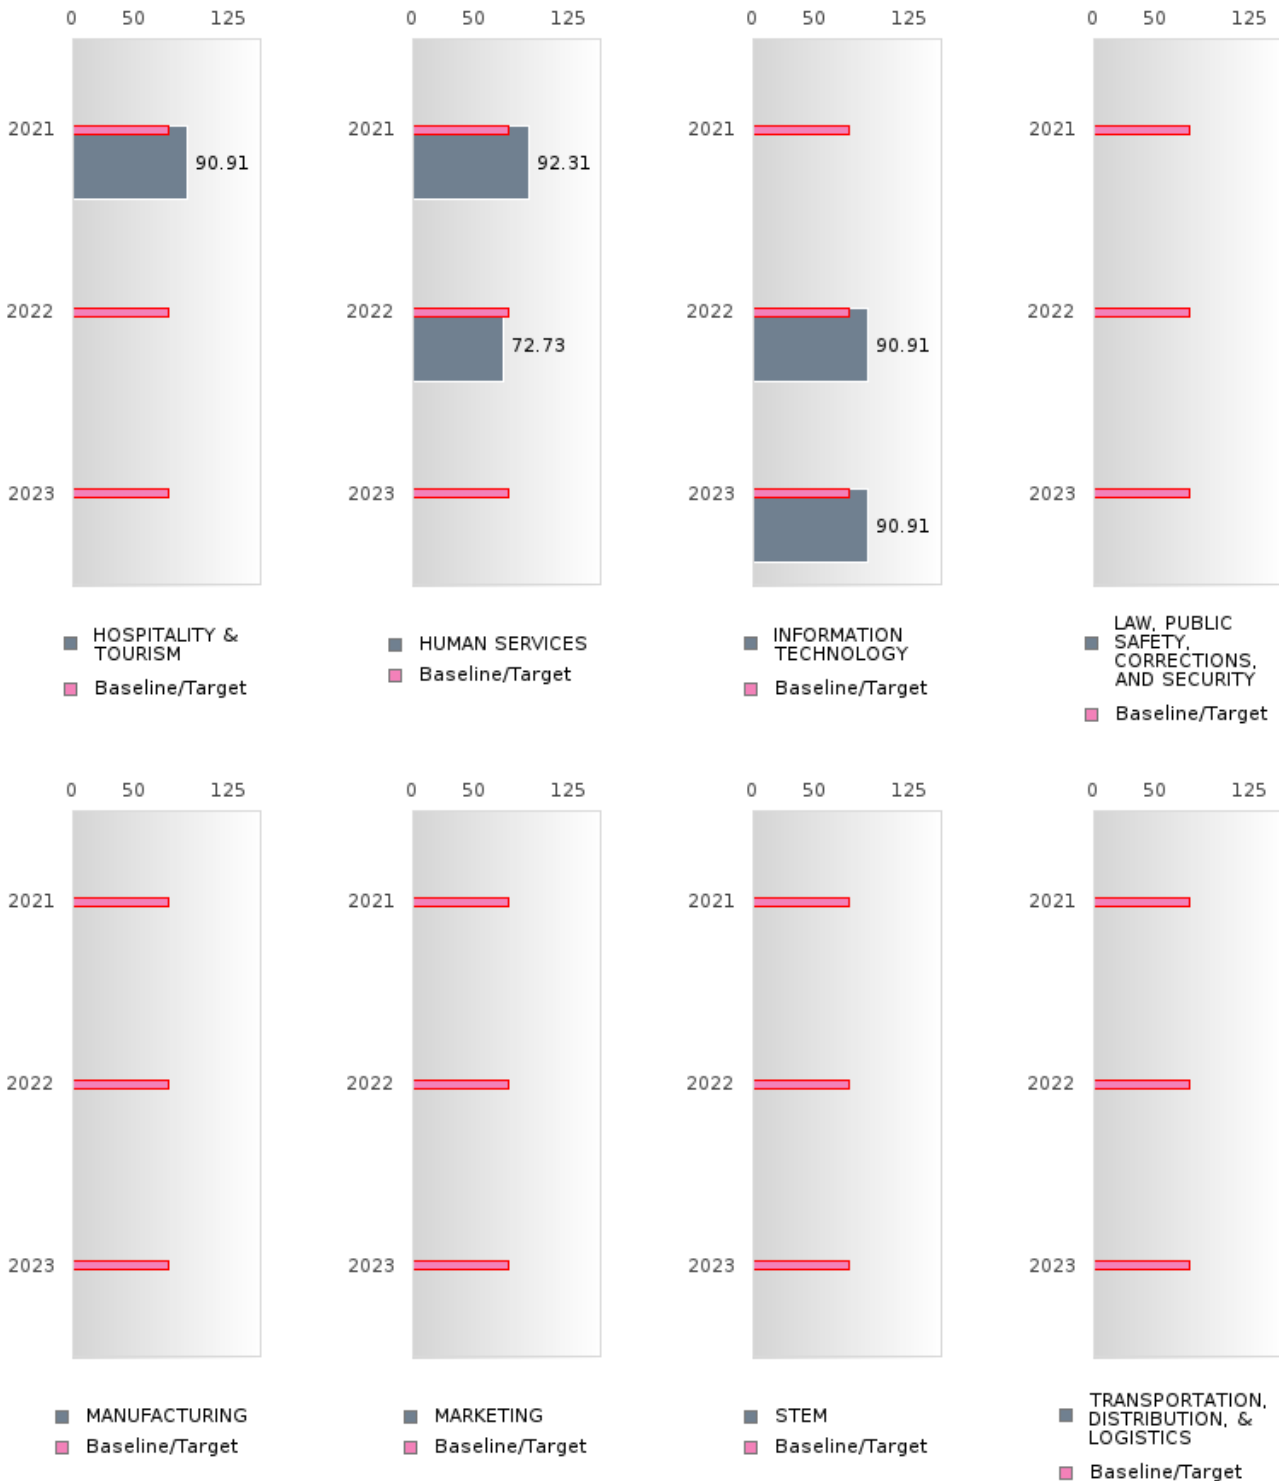 0 50 125 0 50 125 0 50 125 0 50 125
2021 90.91 2021 92.31 2021 2021
2022 2022 72.73 2022 90.91 2022
2023 2023 2023 90.91 2023
HOSPITALITY &
TOURISM
Baseline/Target
HUMAN SERVICES
Baseline/Target
INFORMATION
TECHNOLOGY
Baseline/Target
LAW, PUBLIC
SAFETY,
CORRECTIONS,
AND SECURITY
Baseline/Target
0 50 125 0 50 125 0 50 125 0 50 125
2021 2021 2021 2021
2022 2022 2022 2022
2023 2023 2023 2023
MANUFACTURING
Baseline/Target
MARKETING
Baseline/Target
STEM
Baseline/Target
TRANSPORTATION,
DISTRIBUTION, &
LOGISTICS
Baseline/Target